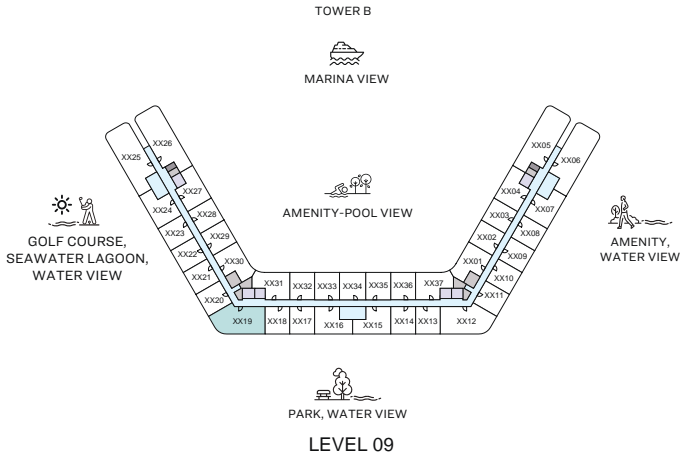 TOWER B
MARINA VIEW
XX26
XX25
XX27
XX24
XX28
XX23
XX29
XX22
XX30
XX21
XX20
XX19
XX05
XX06
XX04
XX07
XX03
XX08
XX02
XX09
XX01
XX10
XX11
XX12
AMENITY-POOL VIEW
GOLF COURSE,
SEAWATER LAGOON,
WATER VIEW
AMENITY,
WATER VIEW
XX31 XX32 XX33 XX34 XX35 XX36 XX37
XX18 XX17 XX16 XX15 XX14 XX13
PARK, WATER VIEW
LEVEL 09